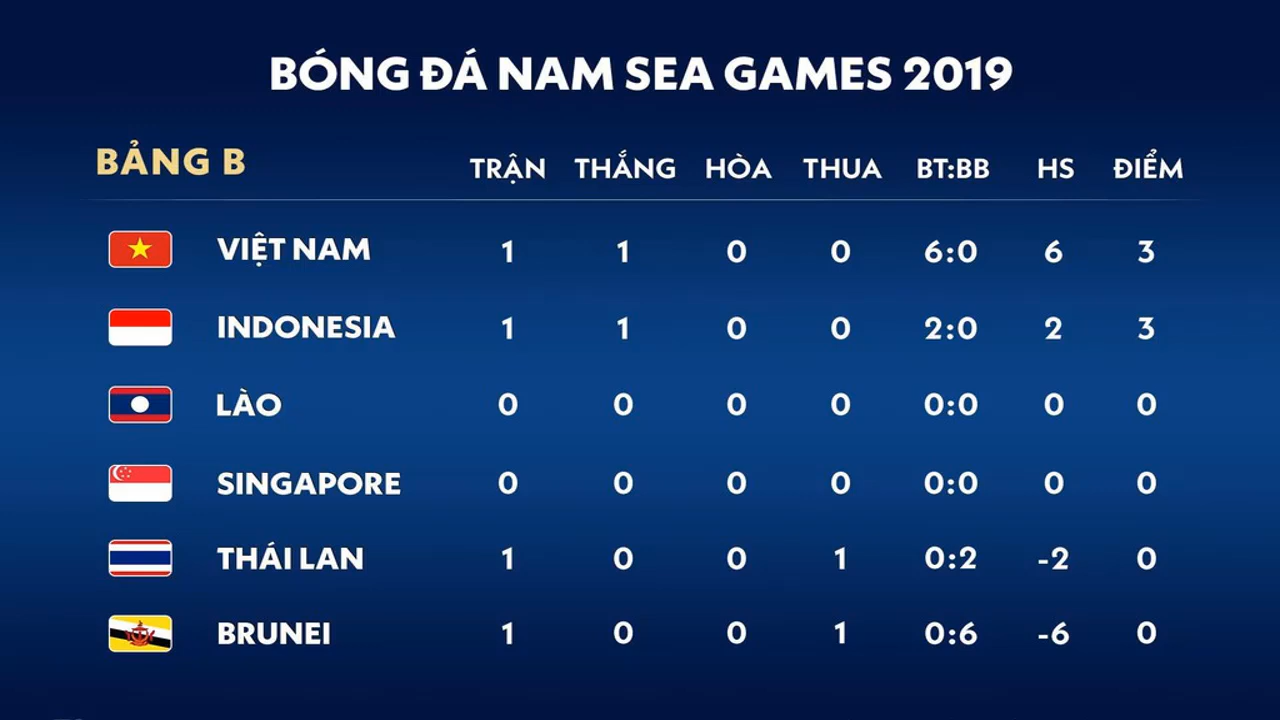 BÓNG ĐÁ NAM SEA GAMES 2019
BẢNG B TRẬN THẮNG HÒA THUA BT:BB HS ĐIỂM
VIỆT NAM 1 1 0 0 6:0 6 3
INDONESIA 1 1 0 0 2:0 2 3
LÀO 0 0 0 0 0:0 0 0
SINGAPORE 0 0 0 0 0:0 0 0
THÁI LAN 1 0 0 1 0:2 -2 0
BRUNEI 1 0 0 1 0:6 -6 0